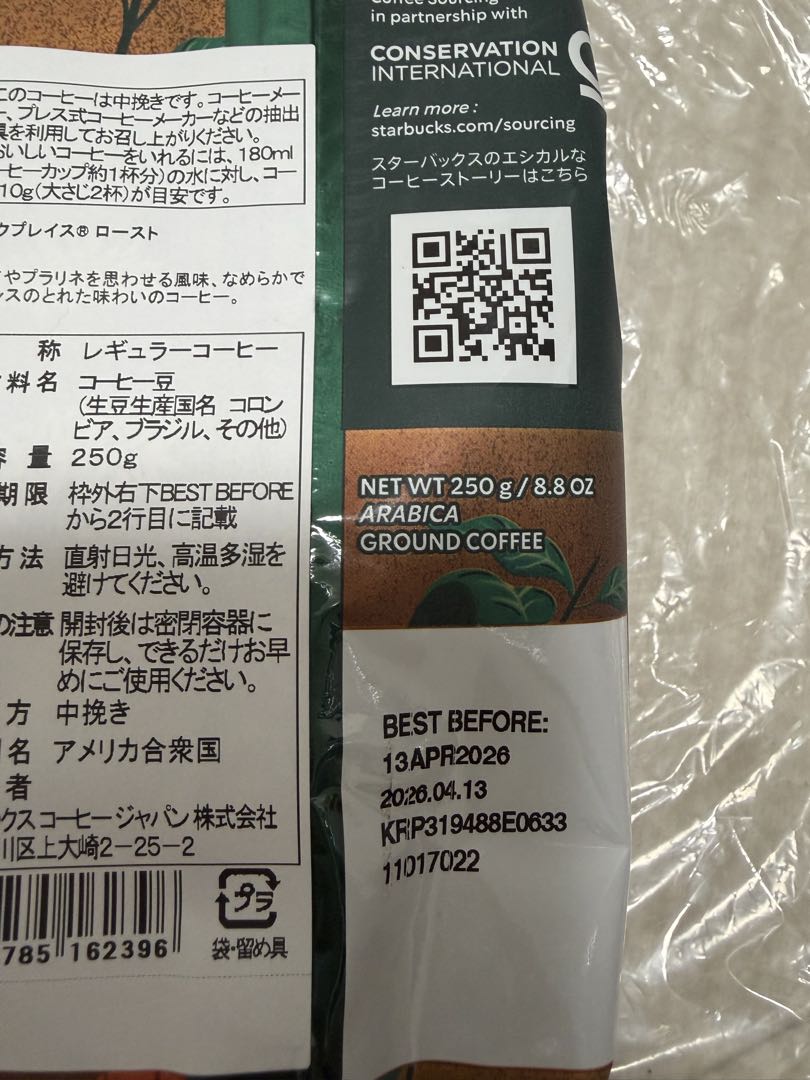 このコーヒーは中挽きです。コーヒーメー
、プレス式コーヒーメーカーなどの抽出
具を利用してお召し上がりください。
おいしいコーヒーをいれるには、180ml
ーヒーカップ約1杯分)の水に対し、コー
10g(大さじ2杯)が目安です。
クプレイス® ロースト
やプラリネを思わせる風味、なめらかで
ンスのとれた味わいのコーヒー。
称 レギュラーコーヒー
料名 コーヒー豆
(生豆生産国名 コロン
ビア、ブラジル、その他)
容量 250g
期限 枠外右下BEST BEFORE
から2行目に記載
方法 直射日光、高温多湿を
避けてください。
の注意 開封後は密閉容器に
保存し、できるだけお早
めにご使用ください。
方 中挽き
名 アメリカ合衆国
者
クスコーヒージャパン株式会社
川区上大崎2-25-2
785 162396
プラ
袋・留め具
Coffee Sourcing
in partnership with
CONSERVATION
INTERNATIONAL
Learn more:
starbucks.com/sourcing
スターバックスのエシカルな
コーヒーストーリーはこちら
NET WT 250 g / 8.8 OZ
ARABICA
GROUND COFFEE
BEST BEFORE:
13APR2026
2026.04.13
KRP319488E0633
11017022